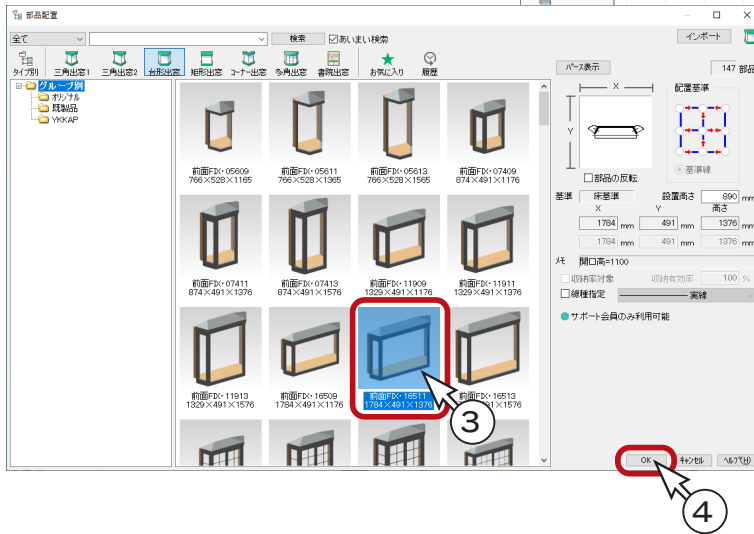 部品配置
全て
検索
あいまい検索
インポート
タイプ別
三角出窓1
三角出窓2
台形出窓
矩形出窓
コーナー出窓
多角出窓
書院出窓
お気に入り
履歴
グループ別
オリジナル
既製品
YKKAP
前面FIX・05609
766×528×1165
前面FIX・05611
766×528×1365
前面FIX・05613
766×528×1565
前面FIX・07409
874×491×1176
前面FIX・07411
874×491×1376
前面FIX・07413
874×491×1576
前面FIX・11909
1329×491×1176
前面FIX・11911
1329×491×1376
前面FIX・11913
1329×491×1576
前面FIX・16509
1784×491×1176
前面FIX・16511
1784×491×1376
前面FIX・16513
91×1576
パース表示
147 部品
X
Y
配置基準
部品の反転
基準線
基準
床基準
設置高さ
890 mm
X
Y
高さ
1784 mm
491 mm
1376 mm
1784 mm
491 mm
1376 mm
メモ
開口高=1100
収納率対象
収納有効率
100 %
線種指定
実線
サポート会員のみ利用可能
OK
キャンセル
ヘルプ(H)
3
4